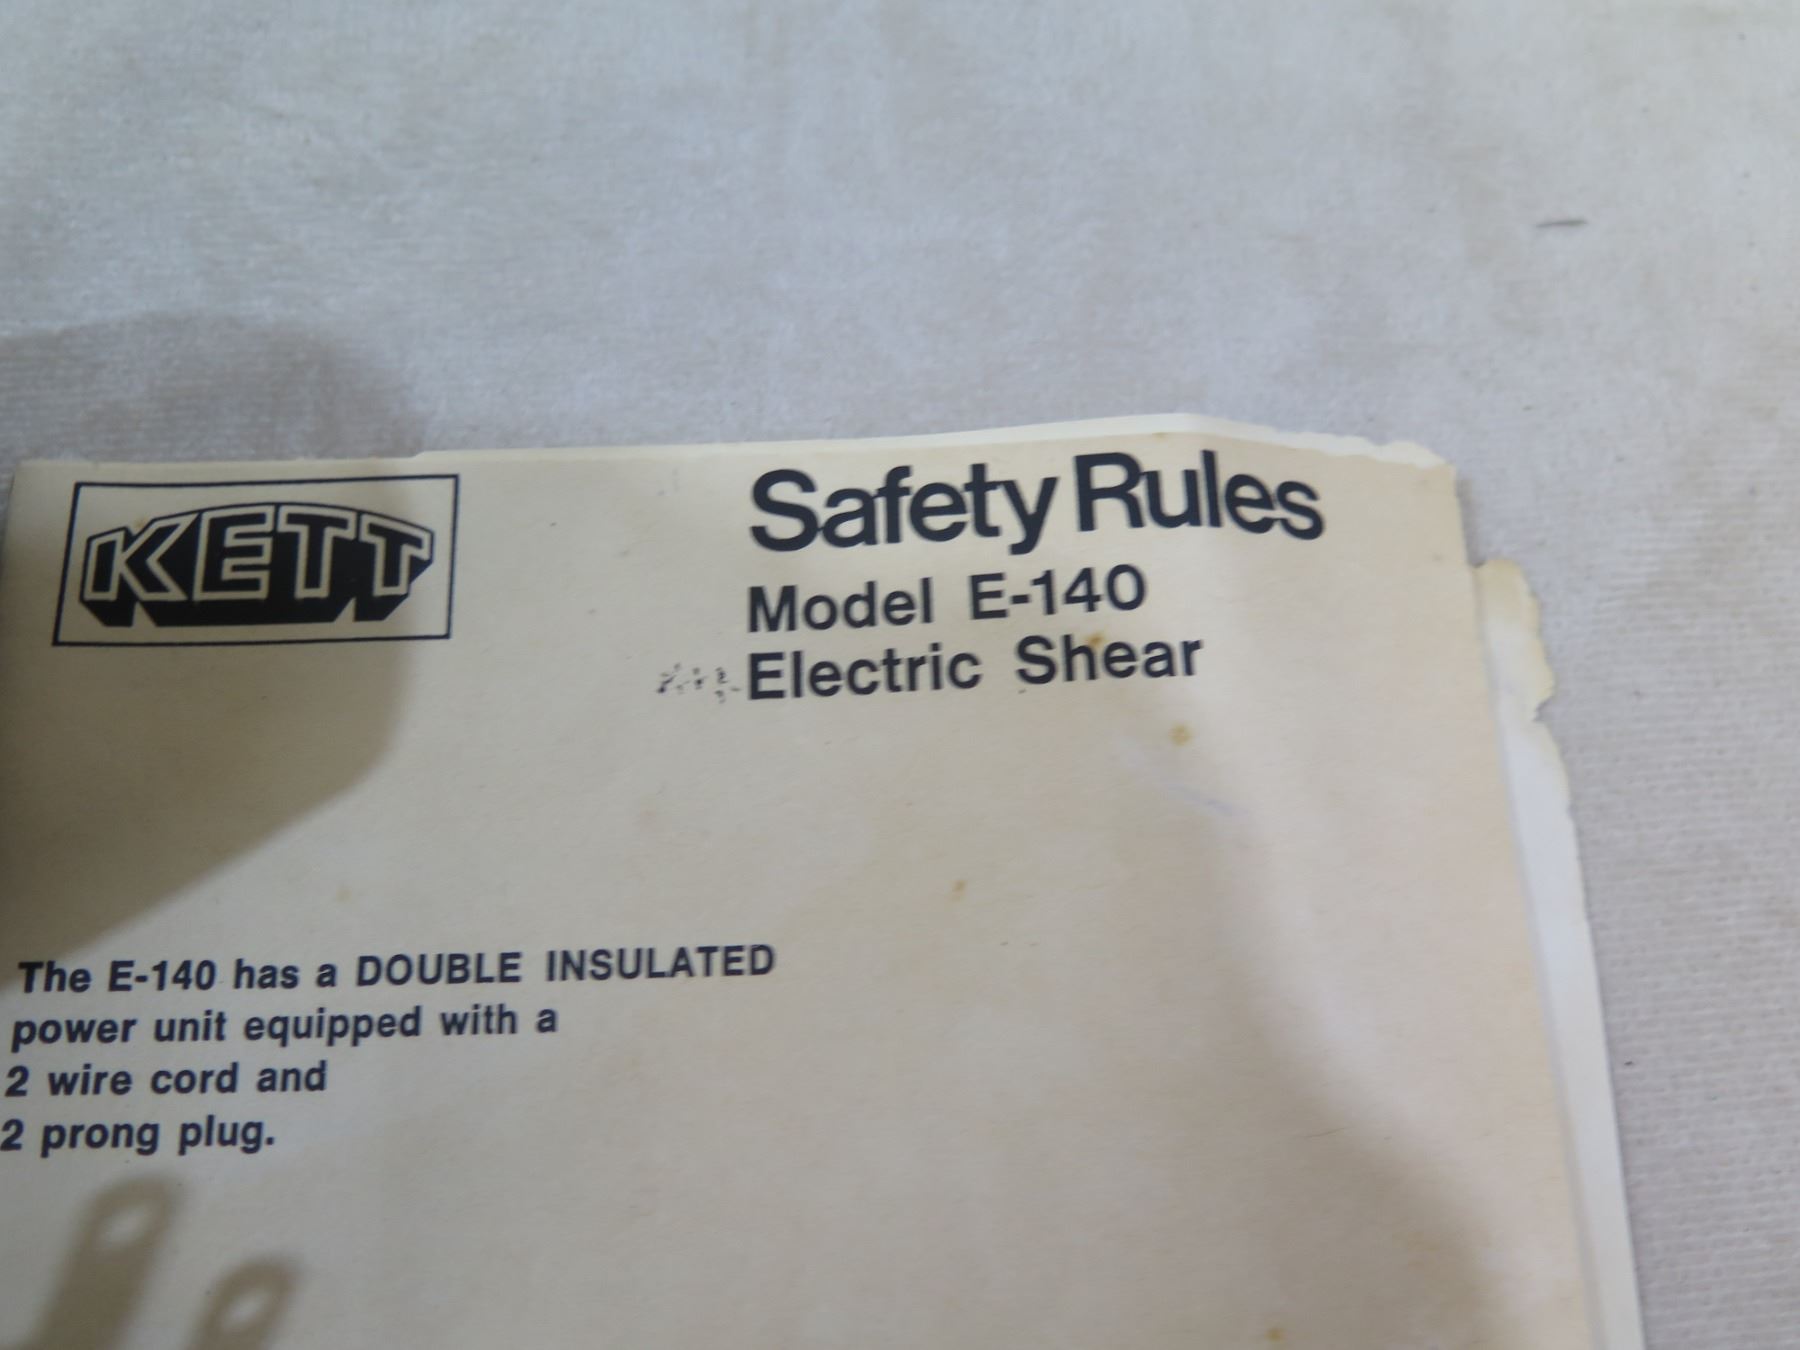 KETT
Safety Rules
Model E-140
Electric Shear
The E-140 has a DOUBLE INSULATED
power unit equipped with a
2 wire cord and
2 prong plug.